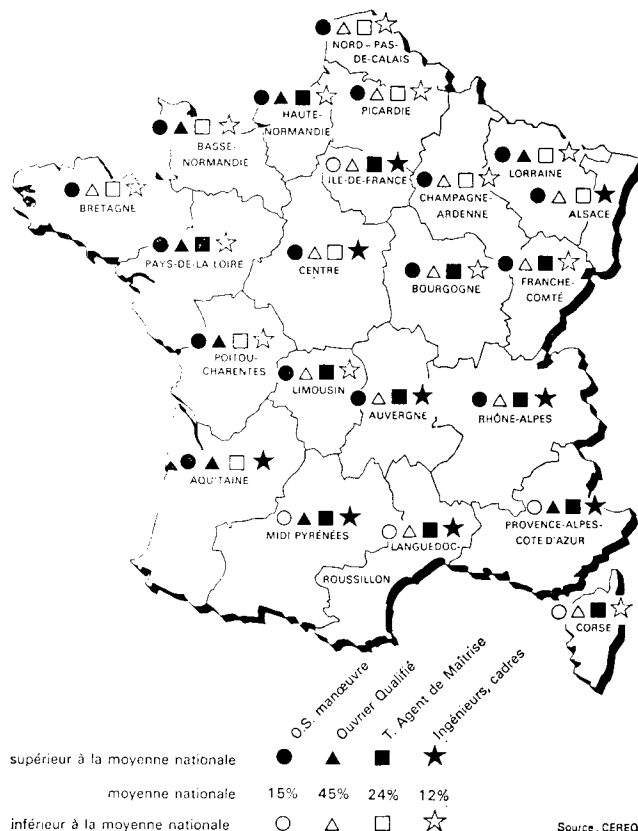 NORD - PAS-
DE-CALAIS
HAUTE-
NORMANDIE
PICARDIE
BASSE-
NORMANDIE
BRETAGNE
ILE-DE-FRANCE
CHAMPAGNE-
ARDENNE
LORRAINE
ALSACE
PAYS-DE-LA LOIRE
CENTRE
BOURGOGNE
FRANCHE-
COMTÉ
POITOU-
CHARENTES
LIMOUSIN
AUVERGNE
RHÔNE-ALPES
AQUITAINE
MIDI PYRÉNÉES
LANGUEDOC-
ROUSSILLON
PROVENCE-ALPES-
COTE D'AZUR
CORSE
O.S. manœuvre
Ouvrier Qualifié
T. Agent de Maîtrise
Ingénieurs, cadres
supérieur à la moyenne nationale
moyenne nationale 15% 45% 24% 12%
inférieur à la moyenne nationale
Source . CEREQ